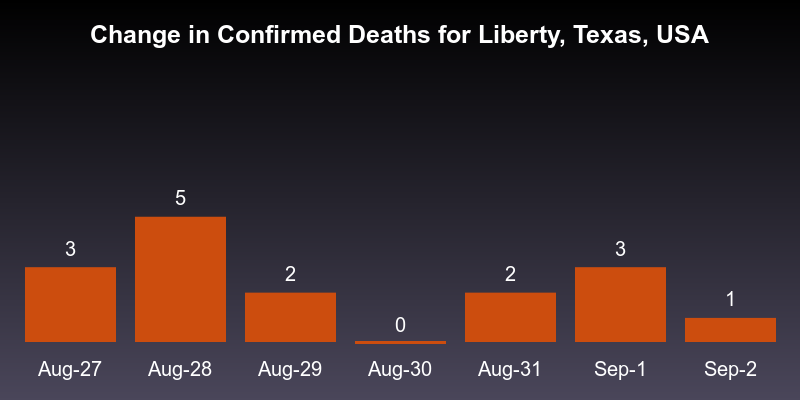 Change in Confirmed Deaths for Liberty, Texas, USA
3
5
2
0
2
3
1
Aug-27
Aug-28
Aug-29
Aug-30
Aug-31
Sep-1
Sep-2